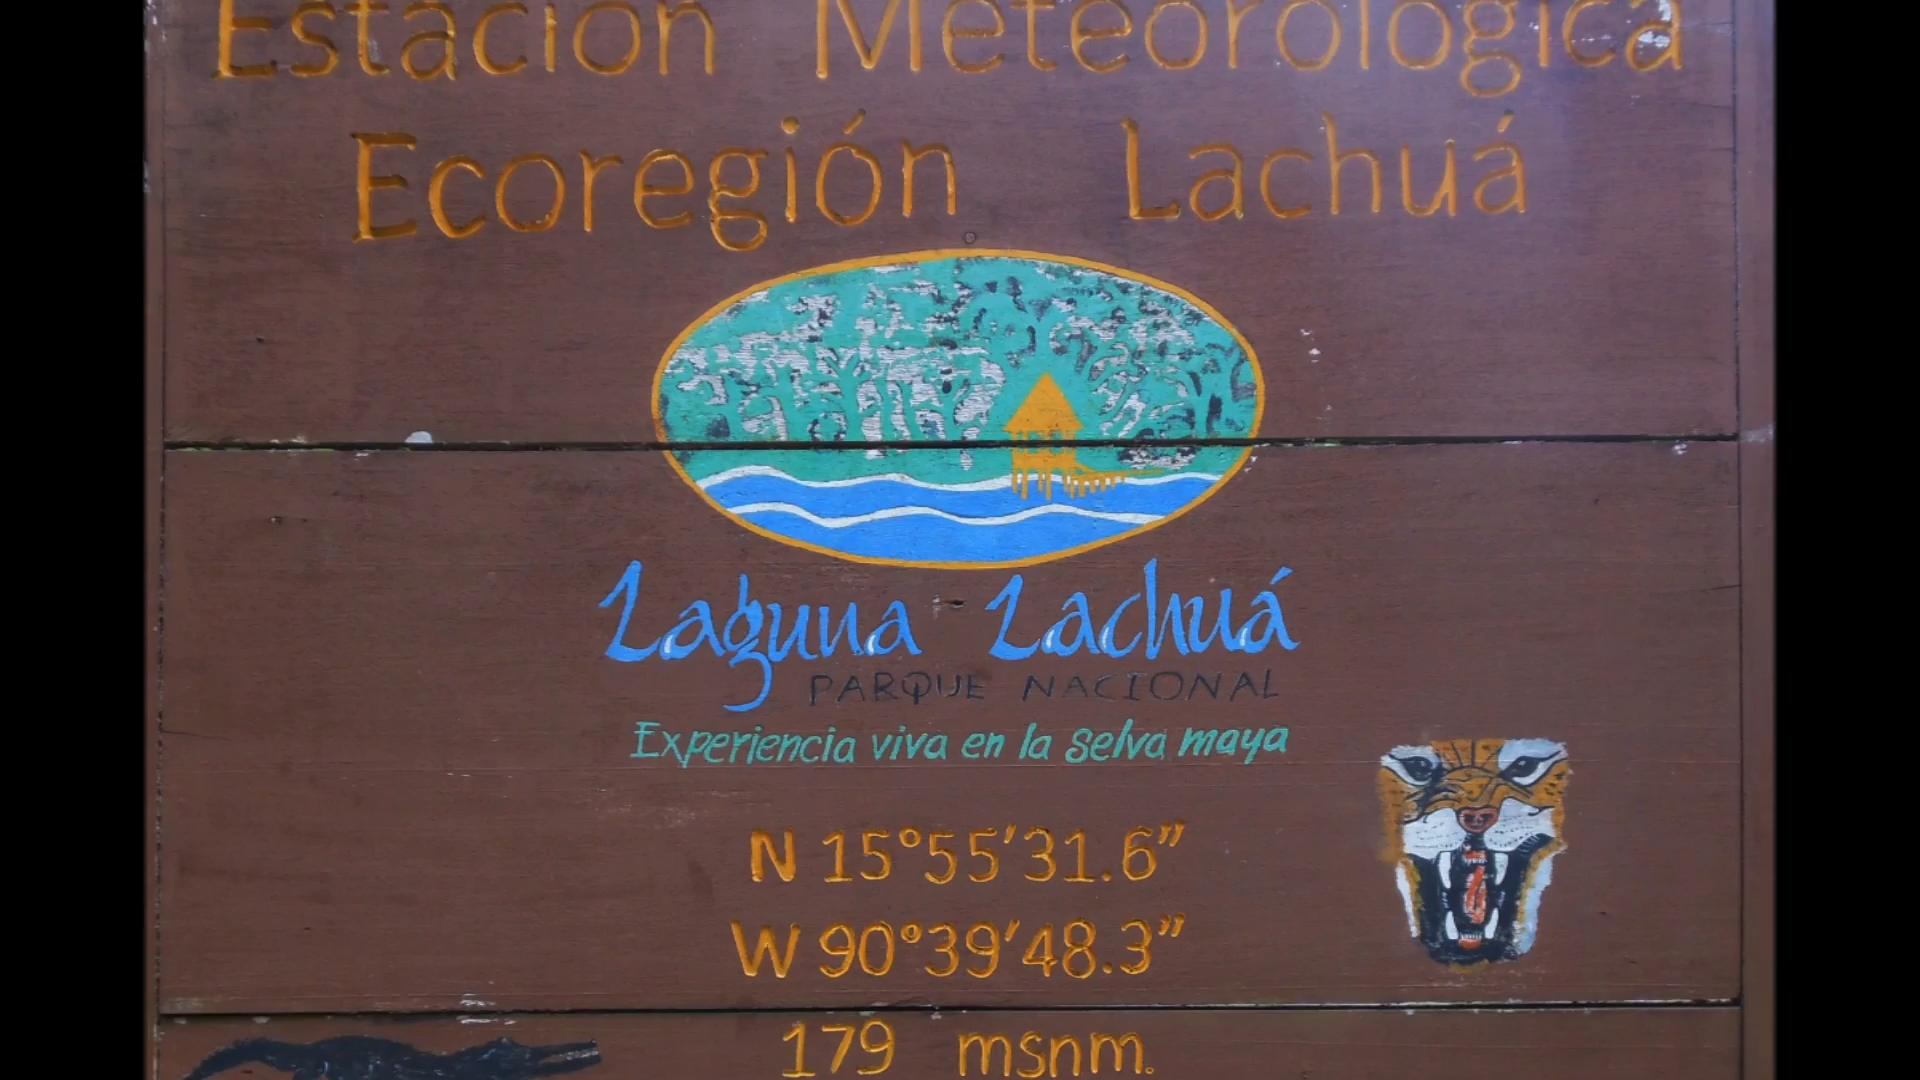 Estación Meteorológica
Ecoregión Lachuá
Laguna Lachuá
PARQUE NACIONAL
Experiencia viva en la selva maya
N 15°55'31.6"
W 90°39'48.3"
179 msnm.